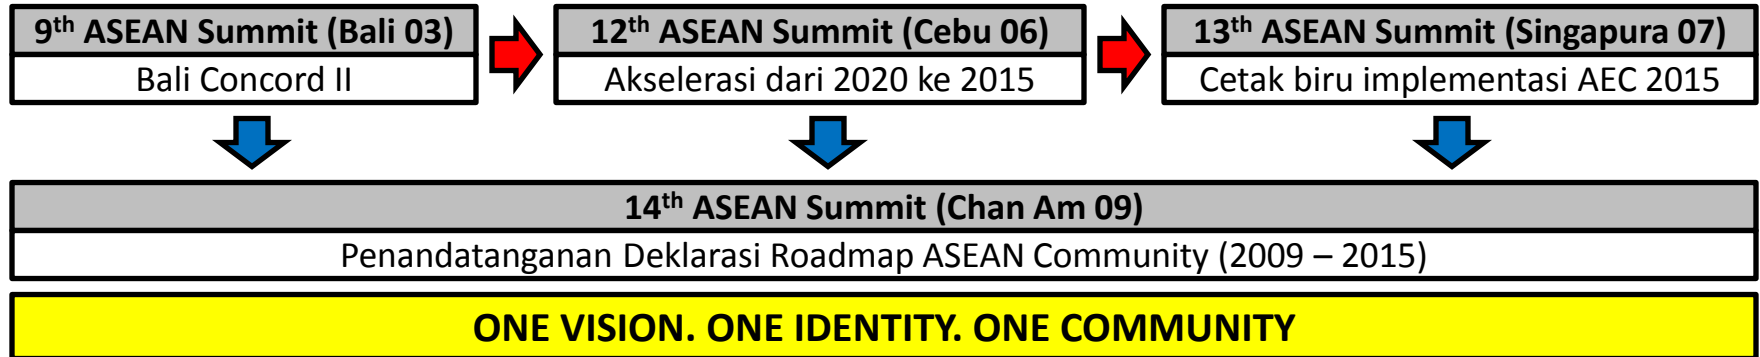 9th ASEAN Summit (Bali 03)
Bali Concord II
12th ASEAN Summit (Cebu 06)
Akselerasi dari 2020 ke 2015
13th ASEAN Summit (Singapura 07)
Cetak biru implementasi AEC 2015
14th ASEAN Summit (Chan Am 09)
Penandatanganan Deklarasi Roadmap ASEAN Community (2009 – 2015)
ONE VISION. ONE IDENTITY. ONE COMMUNITY